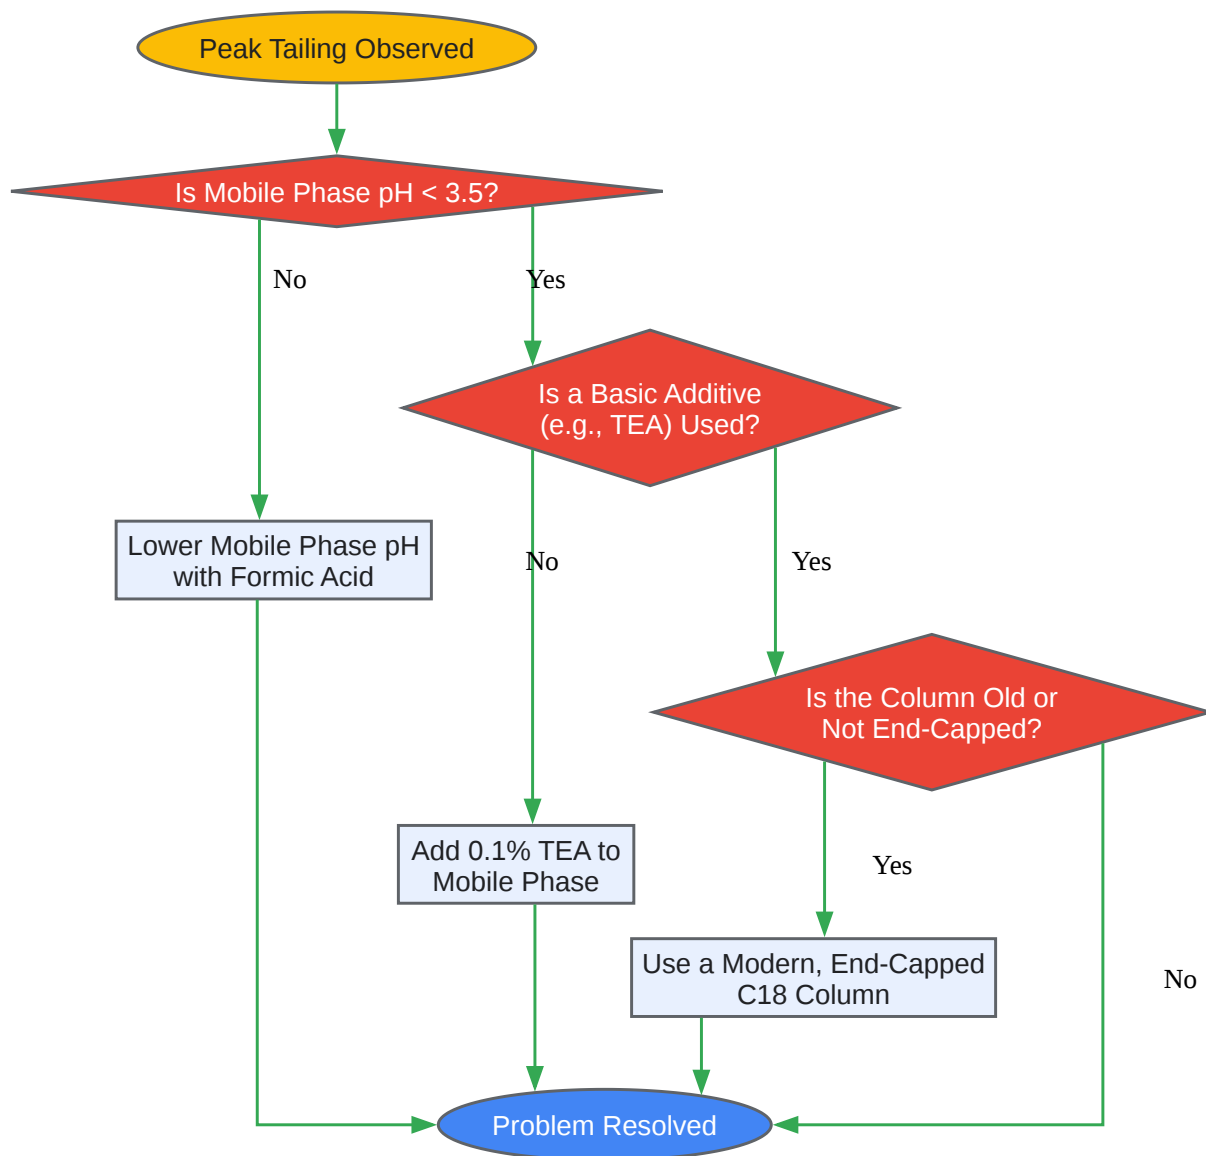 Peak Tailing Observed
Is Mobile Phase pH < 3.5?
No
Yes
Is a Basic Additive
(e.g., TEA) Used?
Lower Mobile Phase pH
with Formic Acid
No
Yes
Is the Column Old or
Not End-Capped?
Add 0.1% TEA to
Mobile Phase
Yes
Use a Modern, End-Capped
C18 Column
No
Problem Resolved